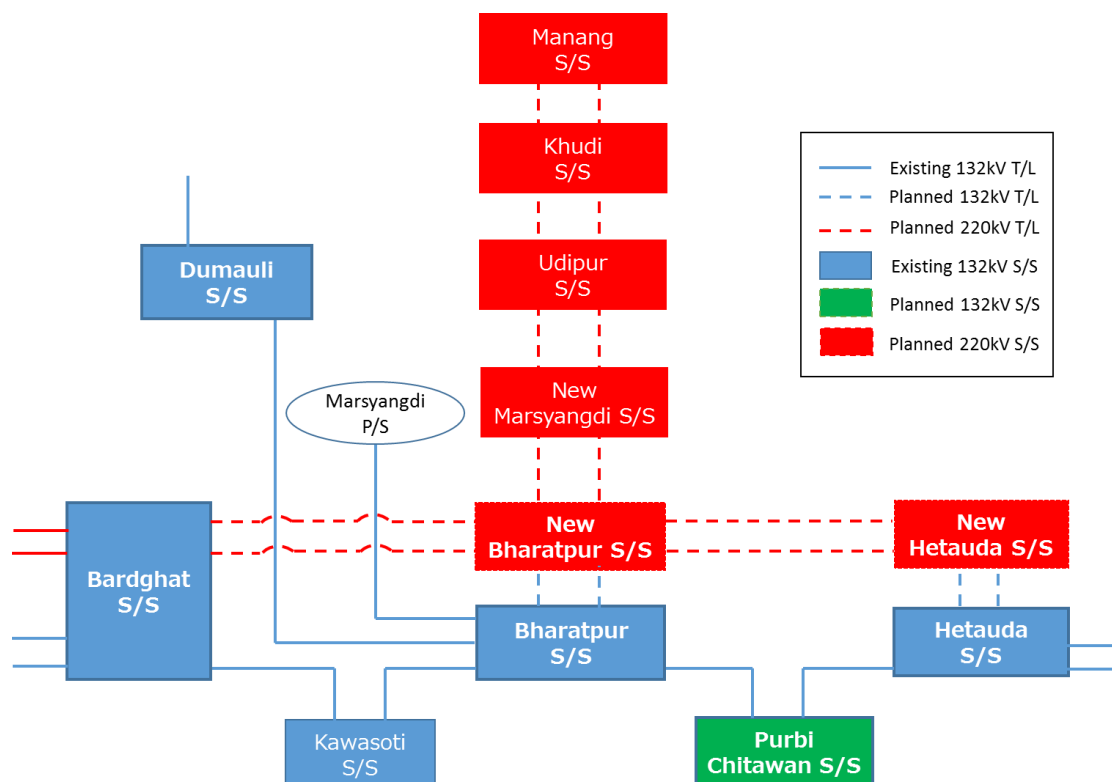 Manang
S/S
Khudi
S/S
Existing 132kV T/L
Planned 132kV T/L
Planned 220kV T/L
Existing 132kV S/S
Planned 132kV S/S
Planned 220kV S/S
Dumauli
S/S
Udipur
S/S
Marsyangdi
P/S
New
Marsyangdi S/S
Bardghat
S/S
New
Bharatpur S/S
New
Hetauda S/S
Bharatpur
S/S
Hetauda
S/S
Kawasoti
S/S
Purbi
Chitawan S/S